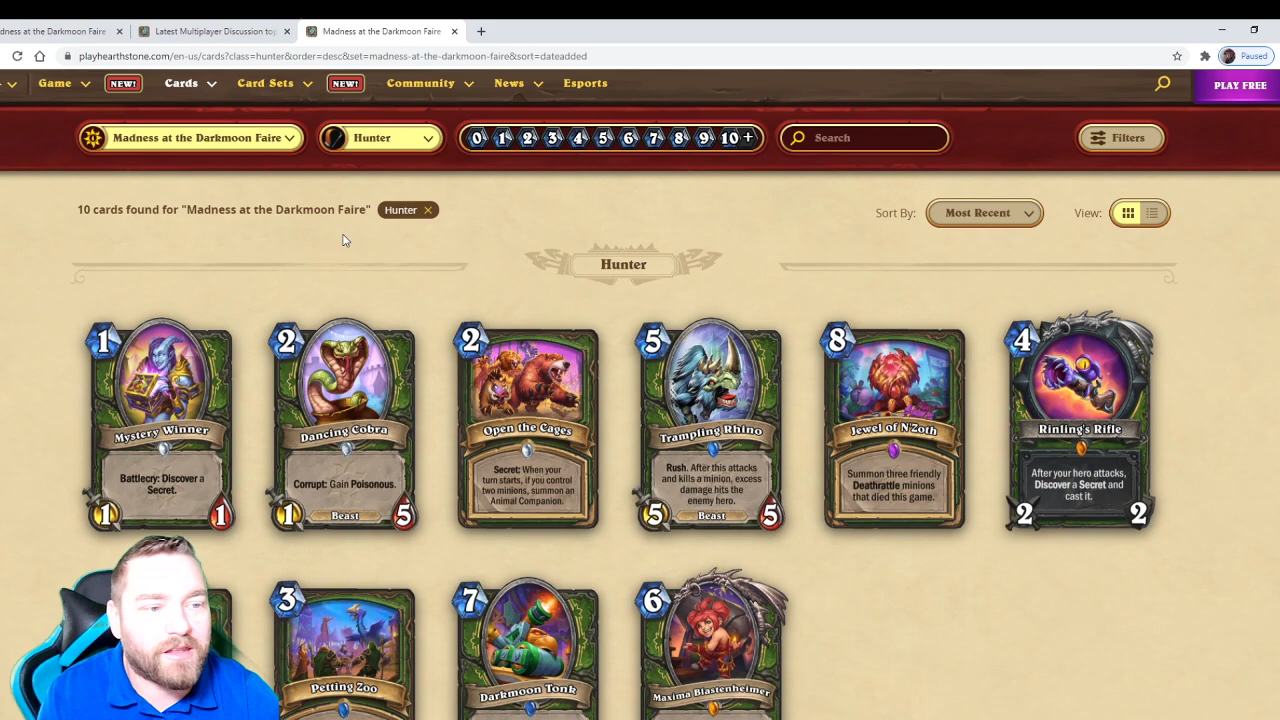 dness at the Darkmoon Faire
Latest Multiplayer Discussion top
Madness at the Darkmoon Faire
playhearthstone.com/en-us/cards?class=hunter&order=desc&set=madness-at-the-darkmoon-faire&sort=dateadded
Paused
Game NEW! Cards Card Sets NEW! Community News Esports PLAY FREE
Madness at the Darkmoon Faire Hunter 0 1 2 3 4 5 6 7 8 9 10 + Search Filters
10 cards found for "Madness at the Darkmoon Faire" Hunter
Sort By: Most Recent View:
Hunter
1
Mystery Winner
Battlecry: Discover a
Secret.
1 1
2
Dancing Cobra
Corrupt: Gain Poisonous.
1 Beast 5
2
Open the Cages
Secret: When your
turn starts, if you control
two minions, summon an
Animal Companion.
5
Trampling Rhino
Rush. After this attacks
and kills a minion, excess
damage hits the
enemy hero.
5 Beast 5
8
Jewel of N'Zoth
Summon three friendly
Deathrattle minions
that died this game.
4
Rinling's Rifle
After your hero attacks,
Discover a Secret and
cast it.
2 2
3
Petting Zoo
7
Darkmoon Tonk
6
Maxima Blastenheimer